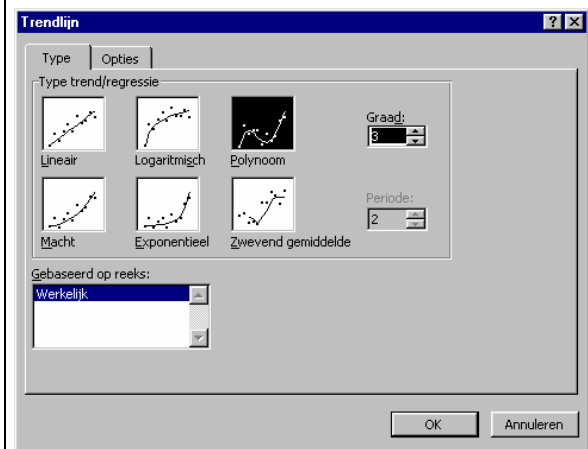 Trendlijn
Type Opties
Type trend/regressie
Lineair Logaritmisch Polynoom Graad:
3
Macht Exponentieel Zwevend gemiddelde Periode:
2
Gebaseerd op reeks:
Werkelijk
OK Annuleren